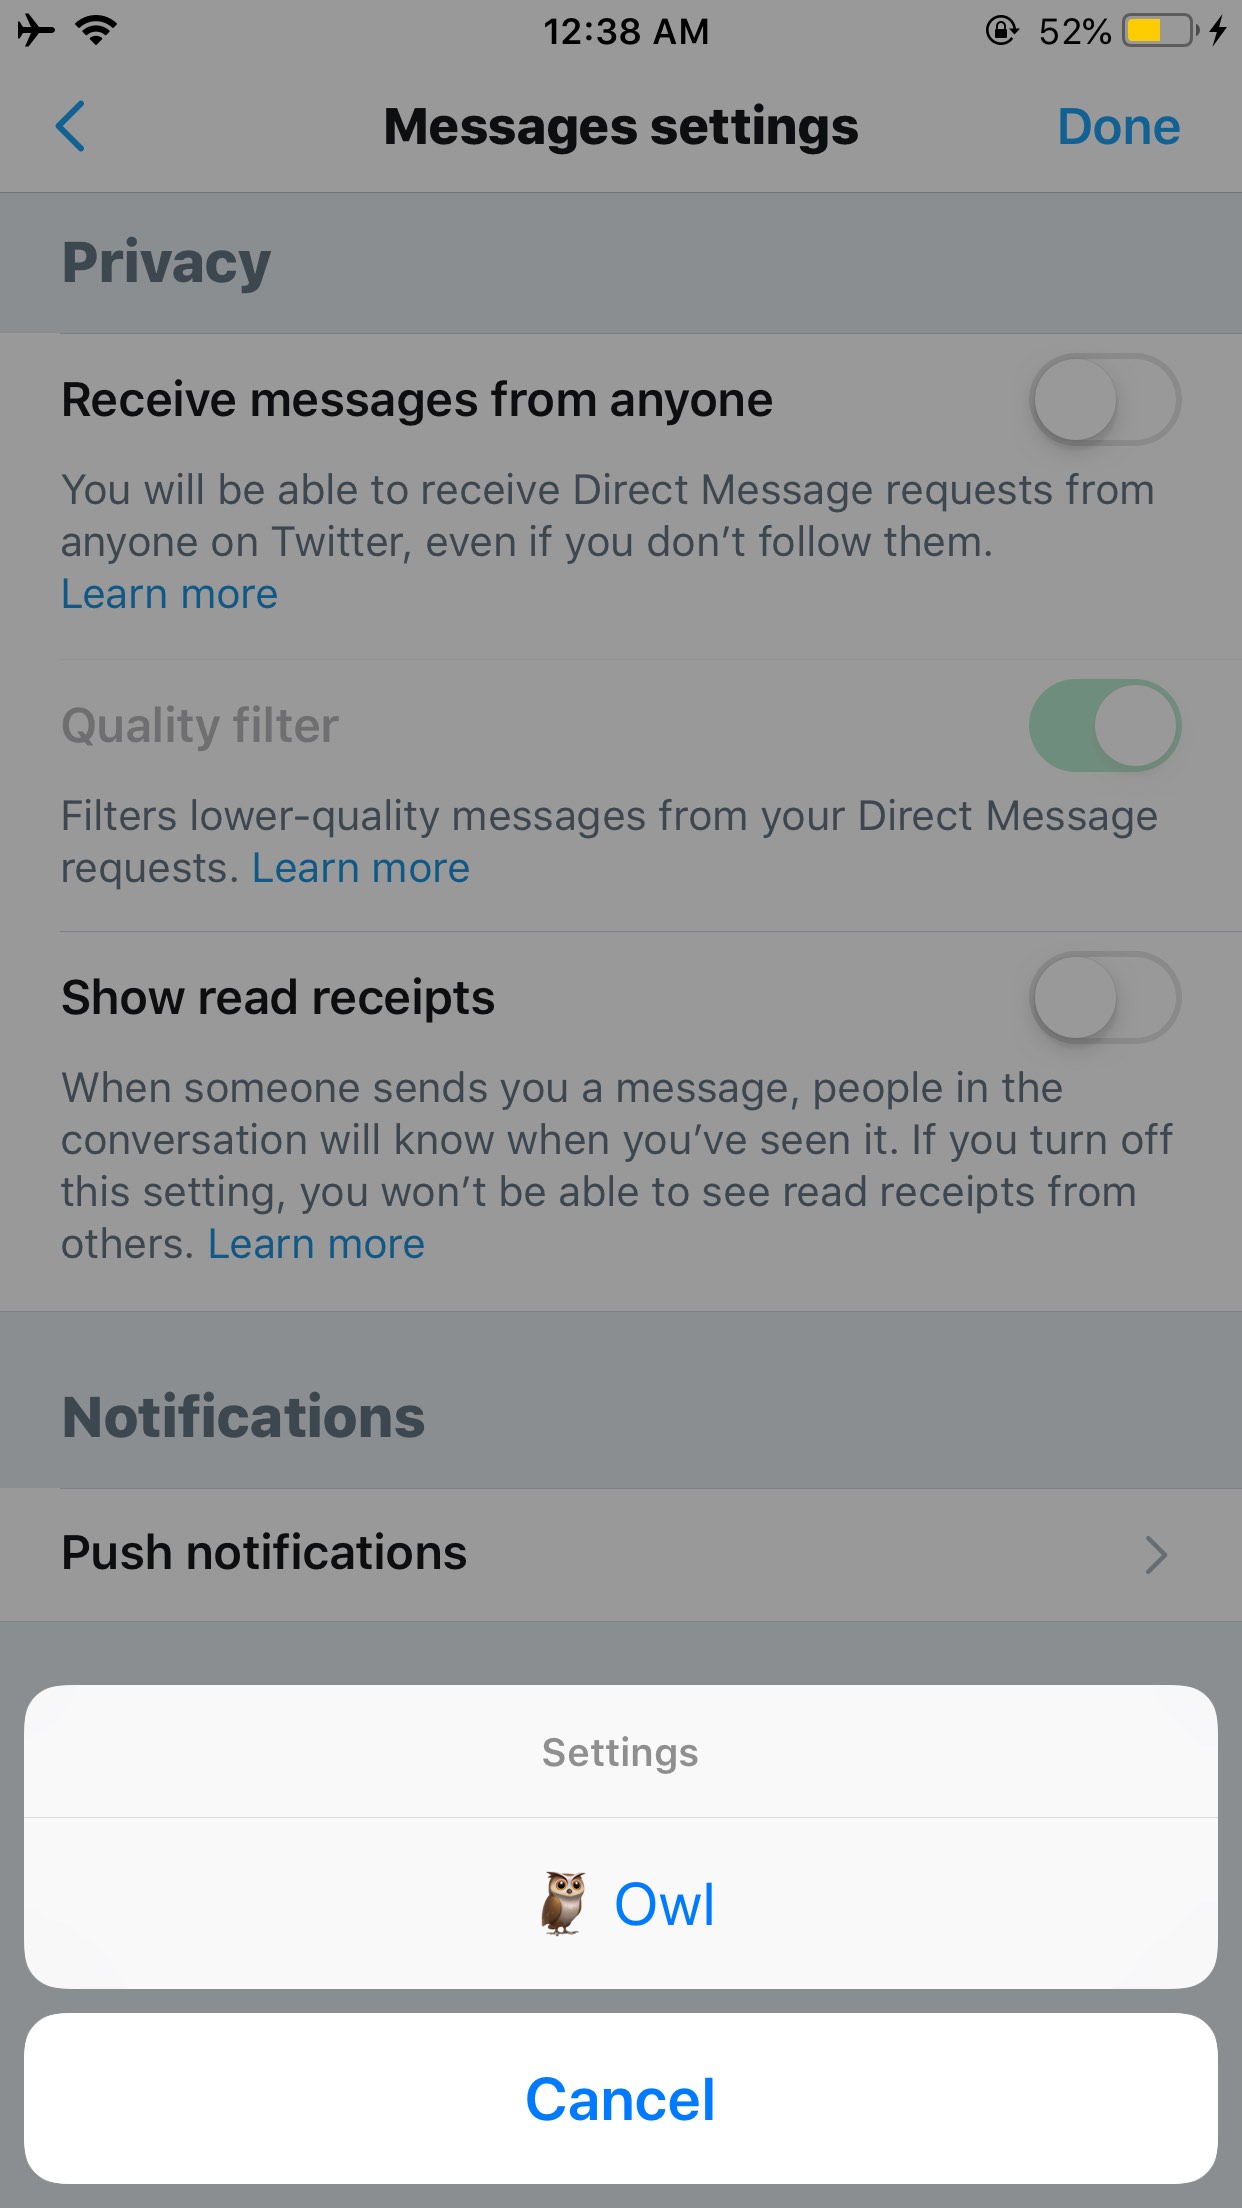 12:38 AM
52%
Messages settings
Done
Privacy
Receive messages from anyone
You will be able to receive Direct Message requests from
anyone on Twitter, even if you don’t follow them.
Learn more
Quality filter
Filters lower-quality messages from your Direct Message
requests. Learn more
Show read receipts
When someone sends you a message, people in the
conversation will know when you’ve seen it. If you turn off
this setting, you won’t be able to see read receipts from
others. Learn more
Notifications
Push notifications
Settings
🦉 Owl
Cancel